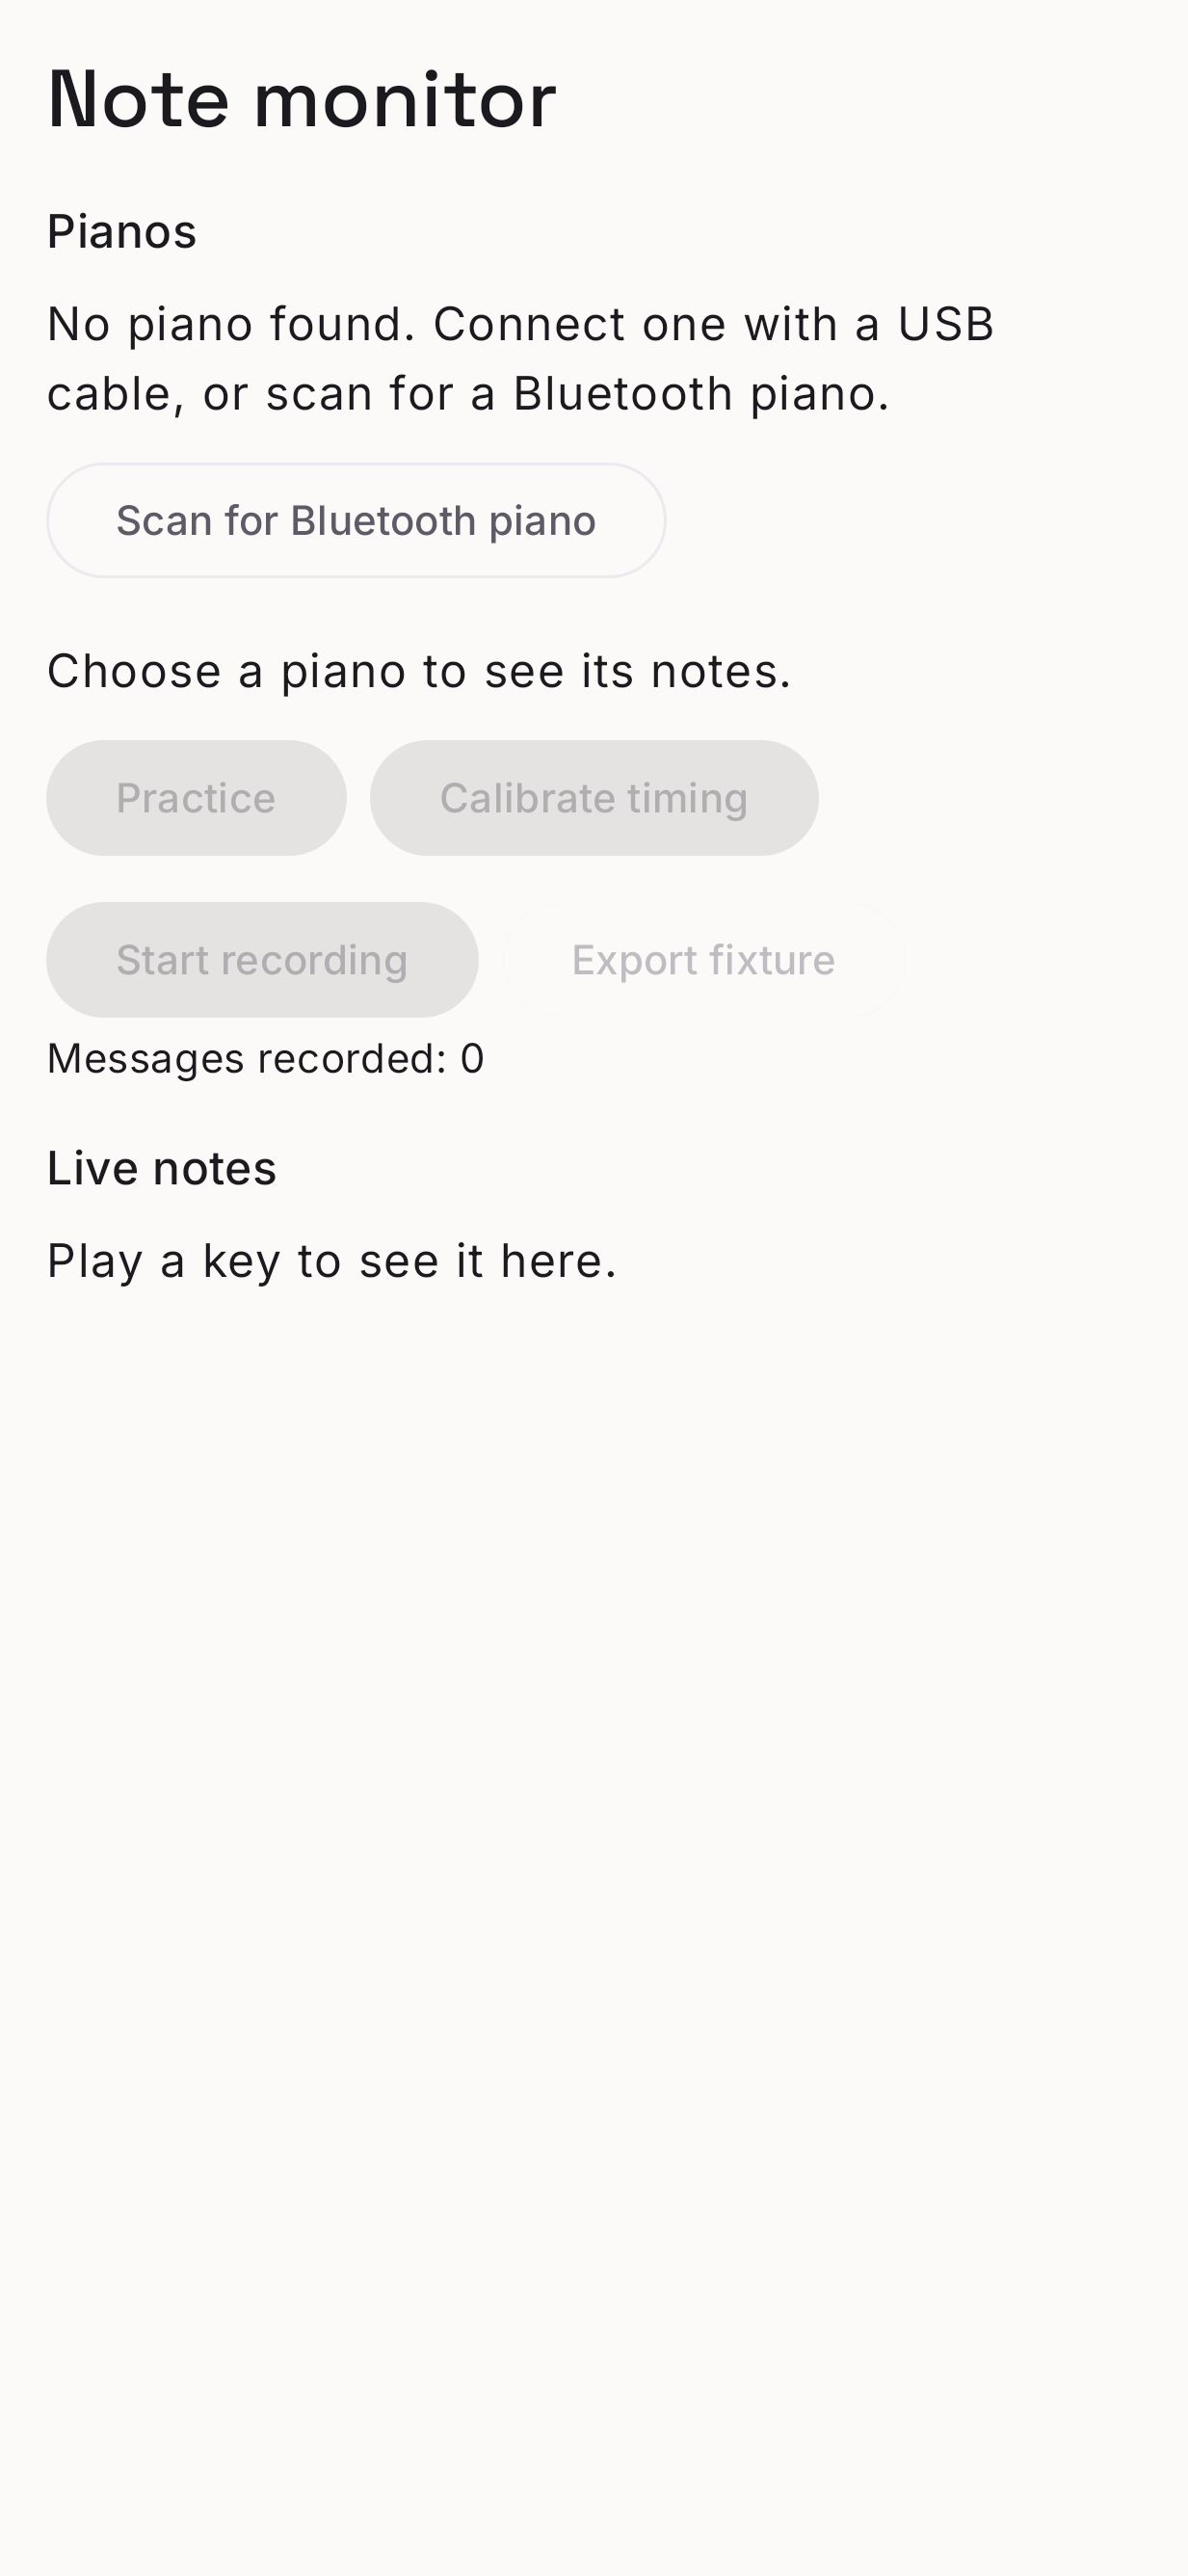 Note monitor
Pianos
No piano found. Connect one with a USB
cable, or scan for a Bluetooth piano.
Scan for Bluetooth piano
Choose a piano to see its notes.
Practice
Calibrate timing
Start recording
Export fixture
Messages recorded: 0
Live notes
Play a key to see it here.